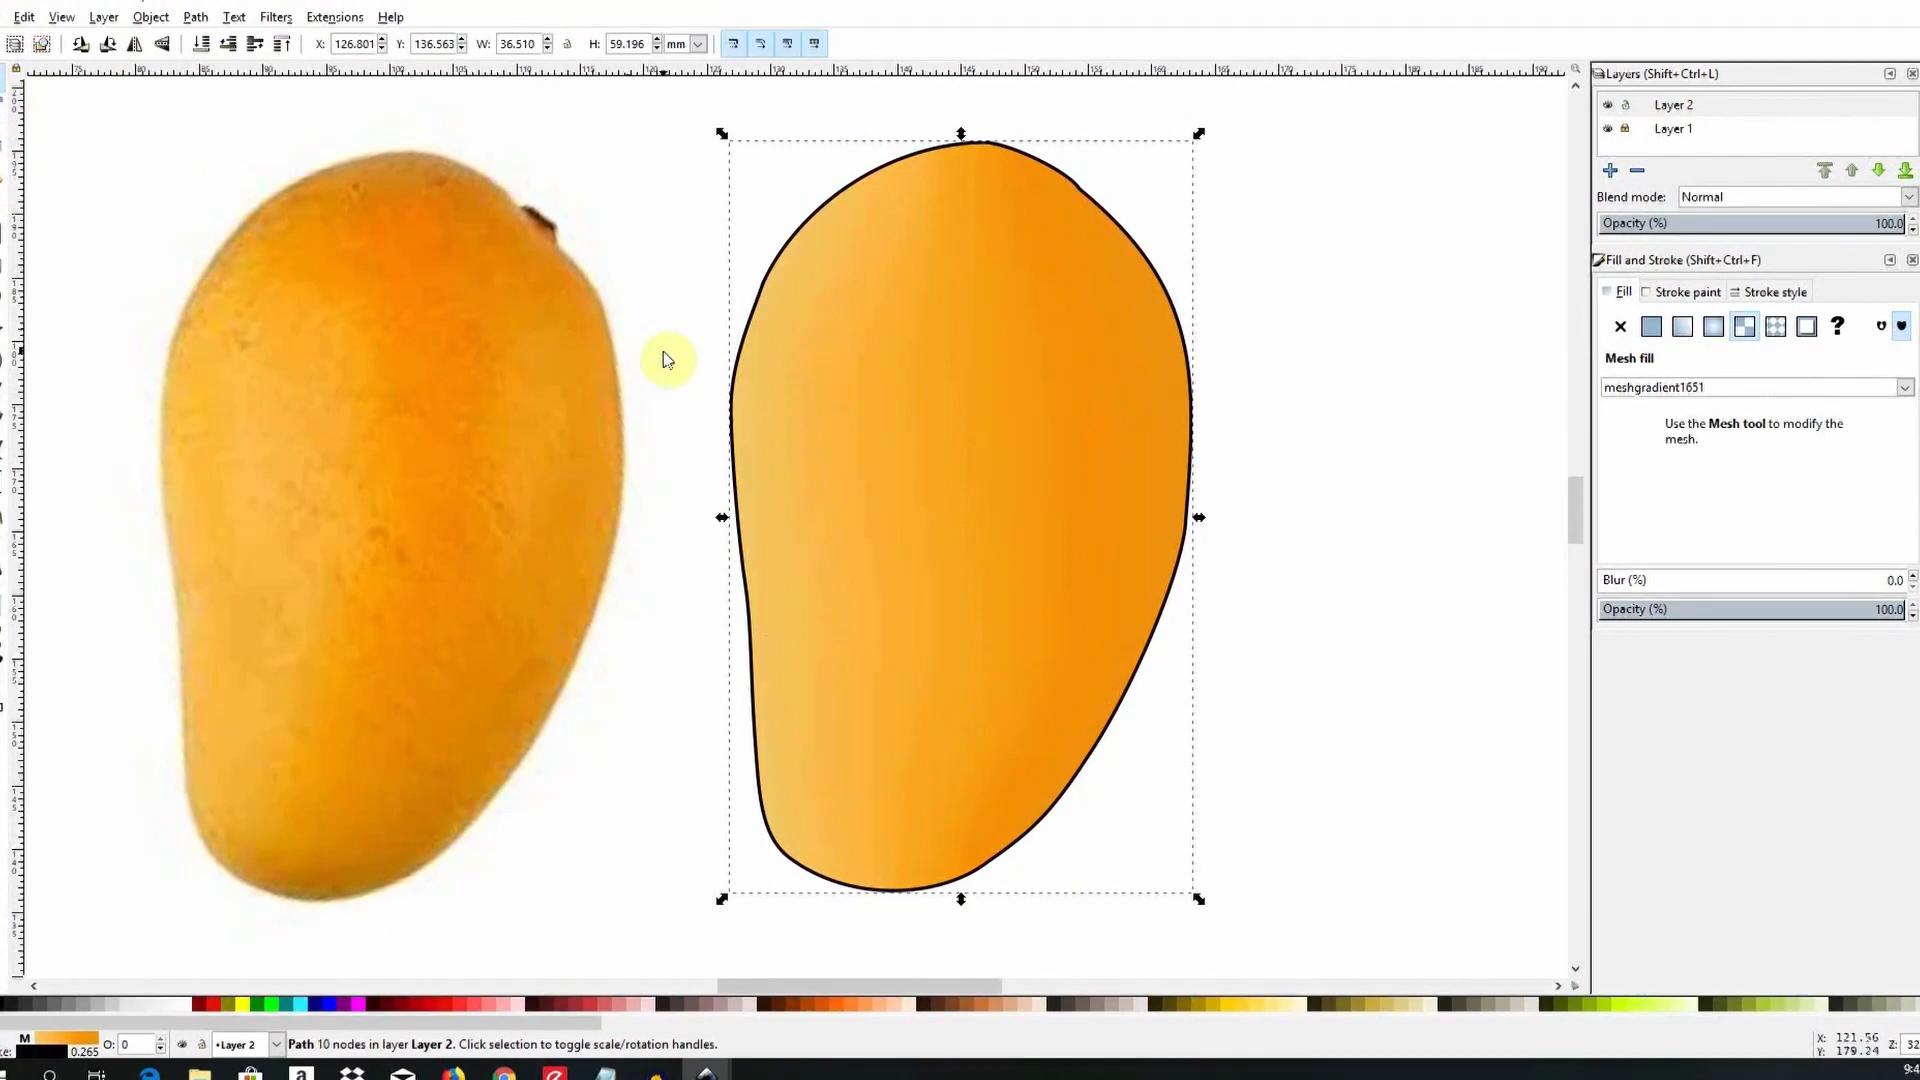 Edit View Layer Object Path Text Filters Extensions Help
X: 126.801 Y: 136.563 W: 36.510 H: 59.196 mm
Layers (Shift+Ctrl+L)
Layer 2
Layer 1
Blend mode: Normal
Opacity (%) 100.0
Fill and Stroke (Shift+Ctrl+F)
Fill Stroke paint Stroke style
?
Mesh fill
meshgradient1651
Use the Mesh tool to modify the
mesh.
Blur (%) 0.0
Opacity (%) 100.0
M O: 0 •Layer 2 Path 10 nodes in layer Layer 2. Click selection to toggle scale/rotation handles.
0.265
X: 121.56
Y: 179.24
Z: 32
9:4